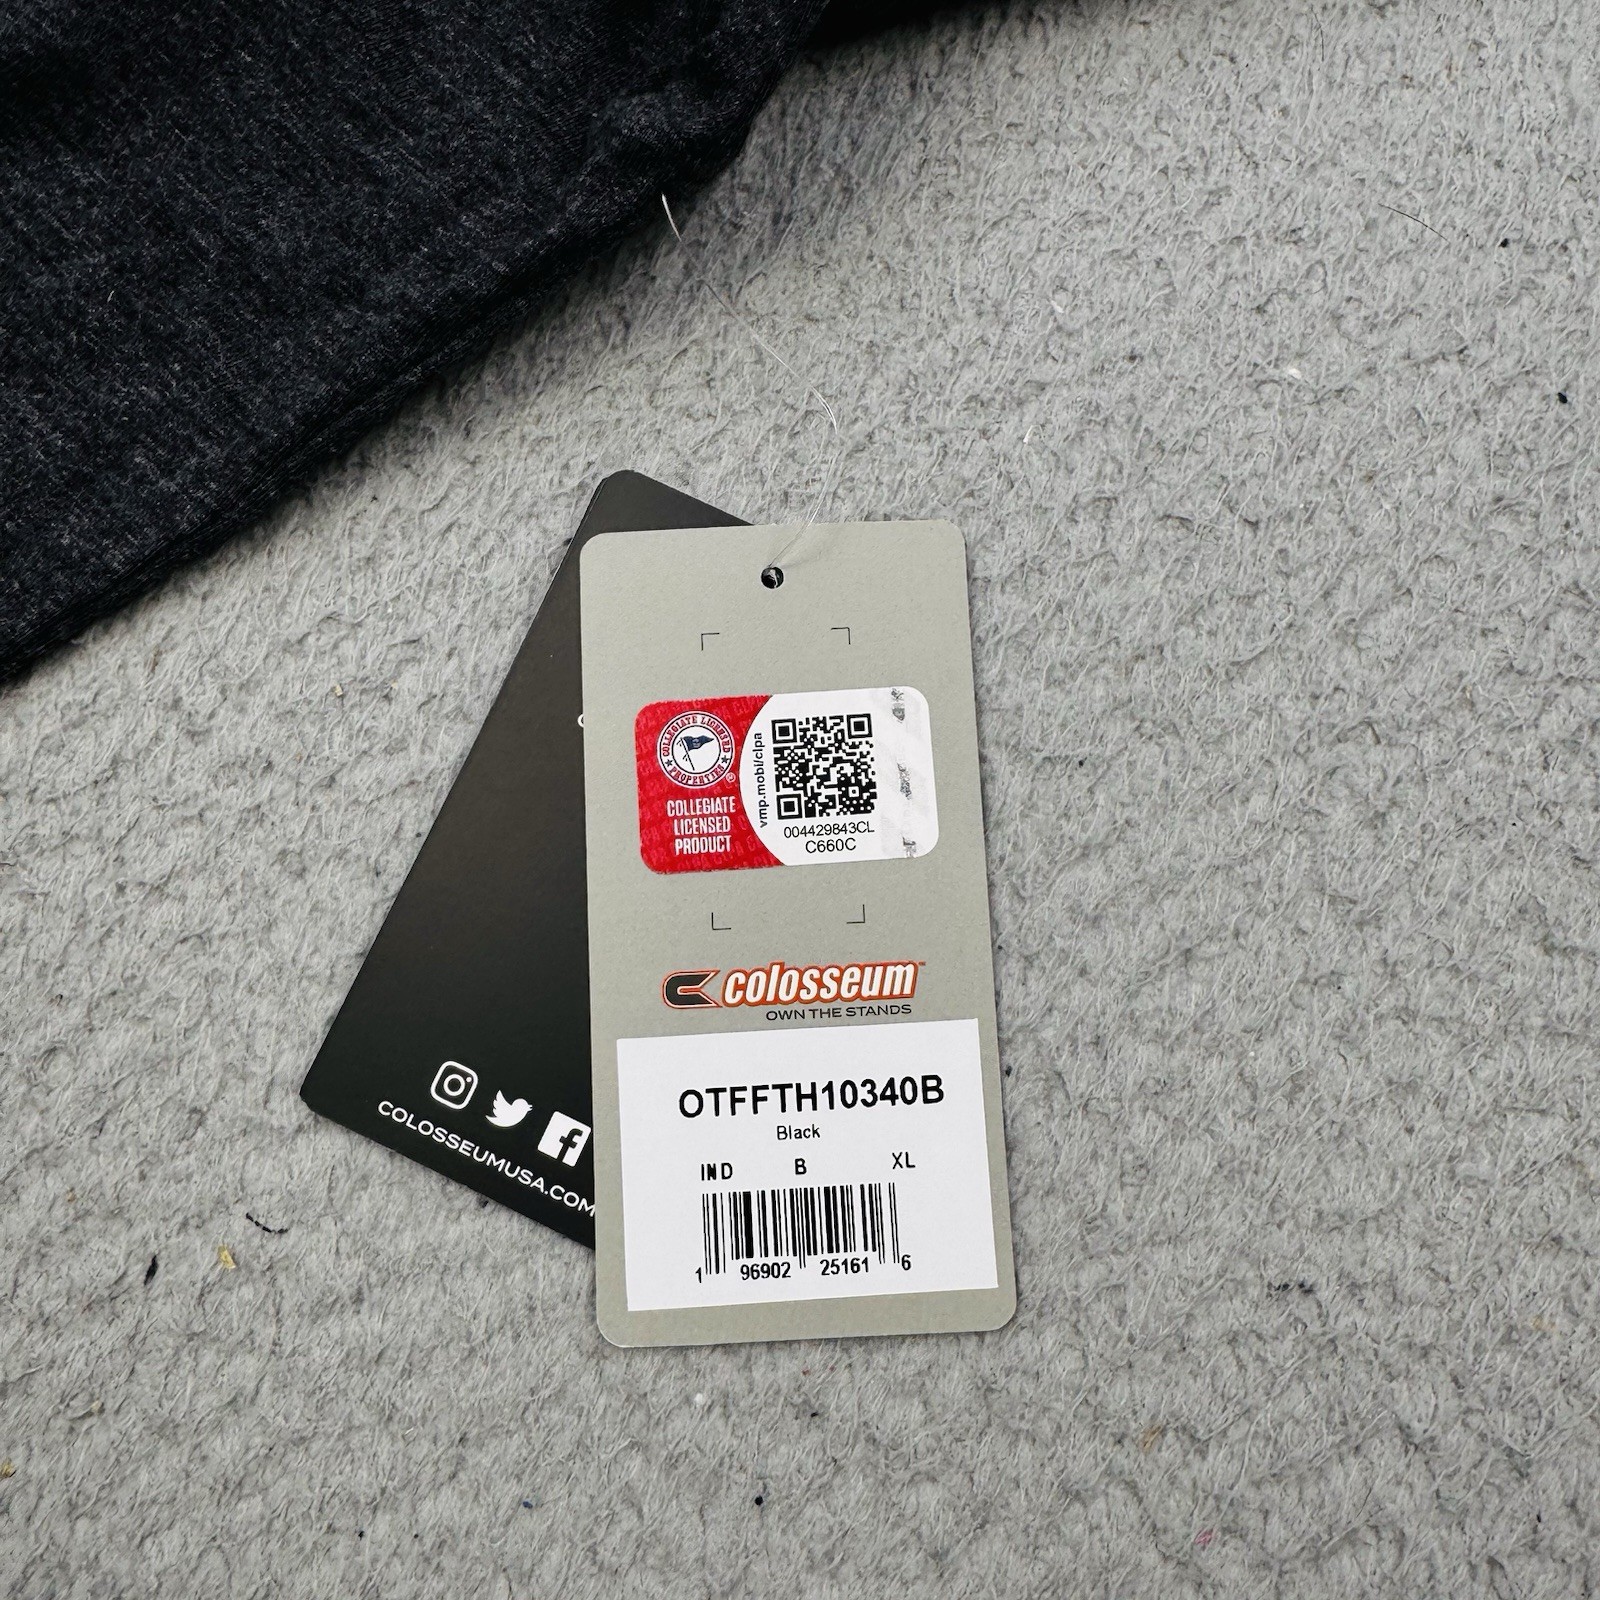 COLLEGIATE LICENSED
PROPERTIES
®
COLLEGIATE
LICENSED
PRODUCT
vmp.mobi/clpa
004429843CL
C660C
colosseum™
OWN THE STANDS
OTFFTH10340B
Black
IND B XL
1 96902 25161 6
COLOSSEUMUSA.COM